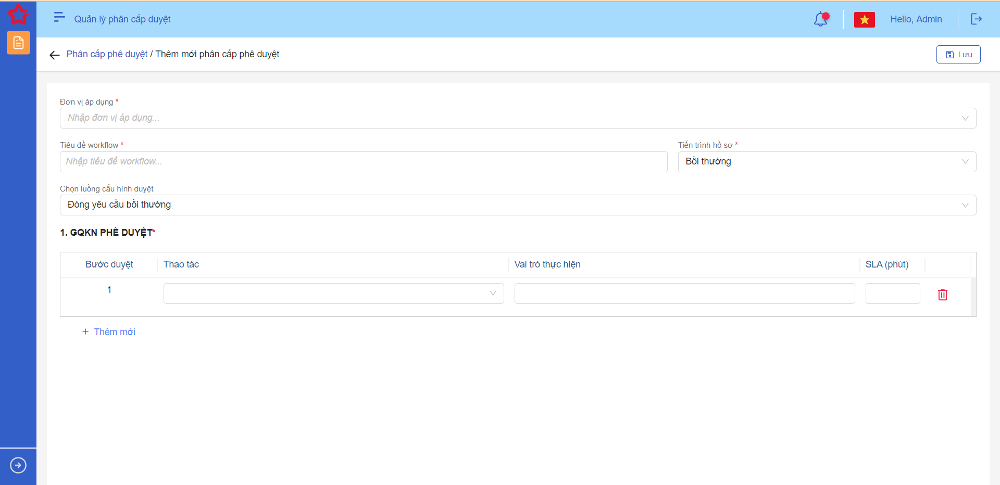 Quản lý phân cấp duyệt
Hello, Admin
Phân cấp phê duyệt / Thêm mới phân cấp phê duyệt
Lưu
Đơn vị áp dụng *
Nhập đơn vị áp dụng...
Tiêu đề workflow * Tiến trình hồ sơ *
Nhập tiêu đề workflow... Bồi thường
Chọn luồng cấu hình duyệt
Đóng yêu cầu bồi thường
1. GQKN PHÊ DUYỆT*
Bước duyệt Thao tác Vai trò thực hiện SLA (phút)
1
+ Thêm mới